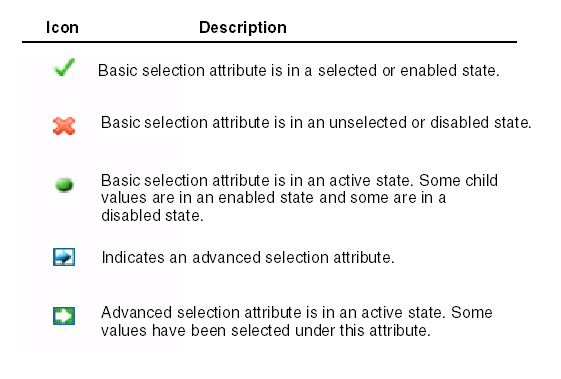 Icon Description
Basic selection attribute is in a selected or enabled state.
Basic selection attribute is in an unselected or disabled state.
Basic selection attribute is in an active state. Some child
values are in an enabled state and some are in a
disabled state.
Indicates an advanced selection attribute.
Advanced selection attribute is in an active state. Some
values have been selected under this attribute.